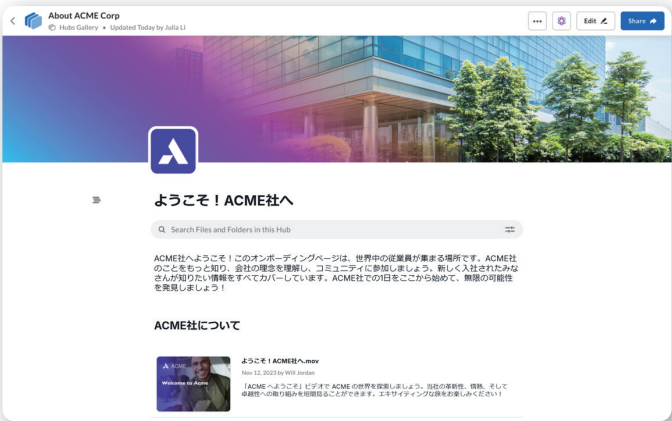 About ACME Corp
Hubs Gallery • Updated Today by Julia Li
Edit
Share
ようこそ！ACME社へ
Search Files and Folders in this Hub
ACME社へようこそ！このオンボーディングページは、世界中の従業員が集まる場所です。ACME社
のことをもっと知り、会社の理念を理解し、コミュニティに参加しましょう。新しく入社されたみな
さんが知りたい情報をすべてカバーしています。ACME社での1日をここから始めて、無限の可能性
を発見しましょう！
ACME社について
ACME
Welcome to Acme
ようこそ！ACME社へ.mov
Nov 12, 2023 by Will Jordan
「ACME へようこそ」ビデオで ACME の世界を探索しましょう。当社の革新性、情熱、そして
卓越性への取り組みを垣間見ることができます。エキサイティングな旅をお楽しみください！